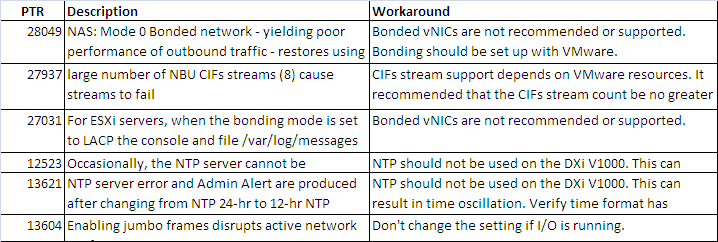 PTR Description Workaround
28049 NAS: Mode 0 Bonded network - yielding poor Bonded vNICs are not recommended or supported.
performance of outbound traffic - restores using Bonding should be set up with VMware.
27937 large number of NBU CIFs streams (8) cause CIFs stream support depends on VMware resources. It
streams to fail recommended that the CIFs stream count be no greater
27031 For ESXi servers, when the bonding mode is set Bonded vNICs are not recommended or supported.
to LACP the console and file /var/log/messages
12523 Occasionally, the NTP server cannot be NTP should not be used on the DXi V1000. This can
13621 NTP server error and Admin Alert are produced NTP should not be used on the DXi V1000. This can
after changing from NTP 24-hr to 12-hr NTP result in time oscillation. Verify time format has
13604 Enabling jumbo frames disrupts active network Don't change the setting if I/O is running.